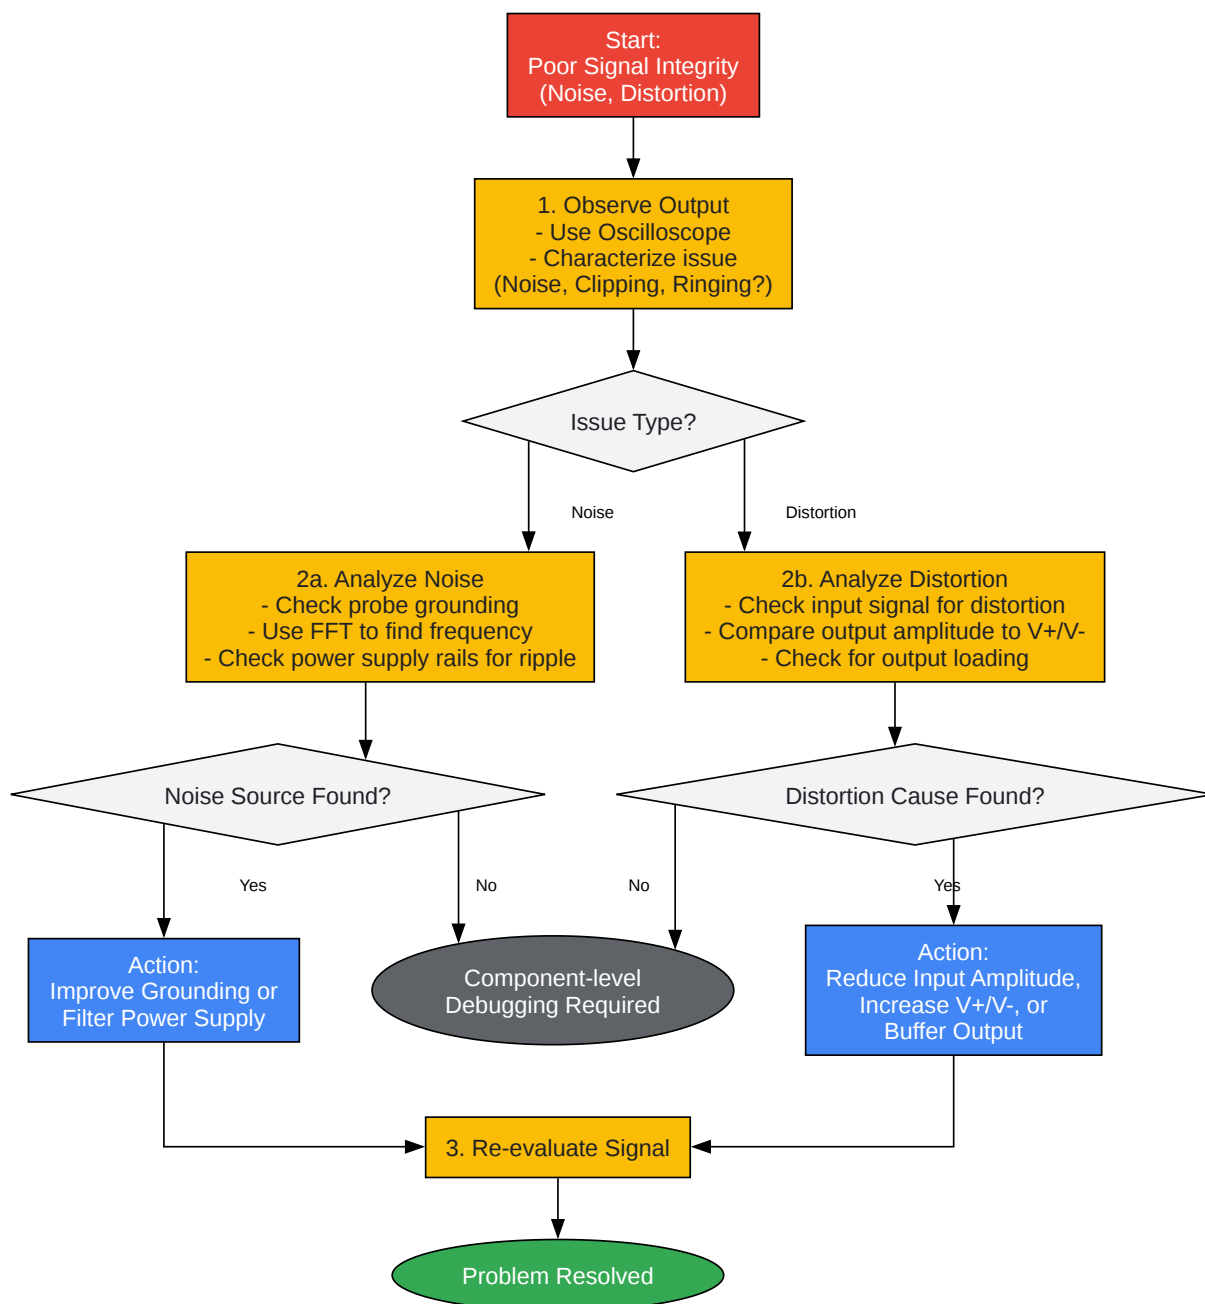 Start:
Poor Signal Integrity
(Noise, Distortion)
1. Observe Output
- Use Oscilloscope
- Characterize issue
(Noise, Clipping, Ringing?)
Issue Type?
Noise
Distortion
2a. Analyze Noise
- Check probe grounding
- Use FFT to find frequency
- Check power supply rails for ripple
2b. Analyze Distortion
- Check input signal for distortion
- Compare output amplitude to V+/V-
- Check for output loading
Noise Source Found?
Distortion Cause Found?
Yes
No
No
Yes
Action:
Improve Grounding or
Filter Power Supply
Component-level
Debugging Required
Action:
Reduce Input Amplitude,
Increase V+/V-, or
Buffer Output
3. Re-evaluate Signal
Problem Resolved